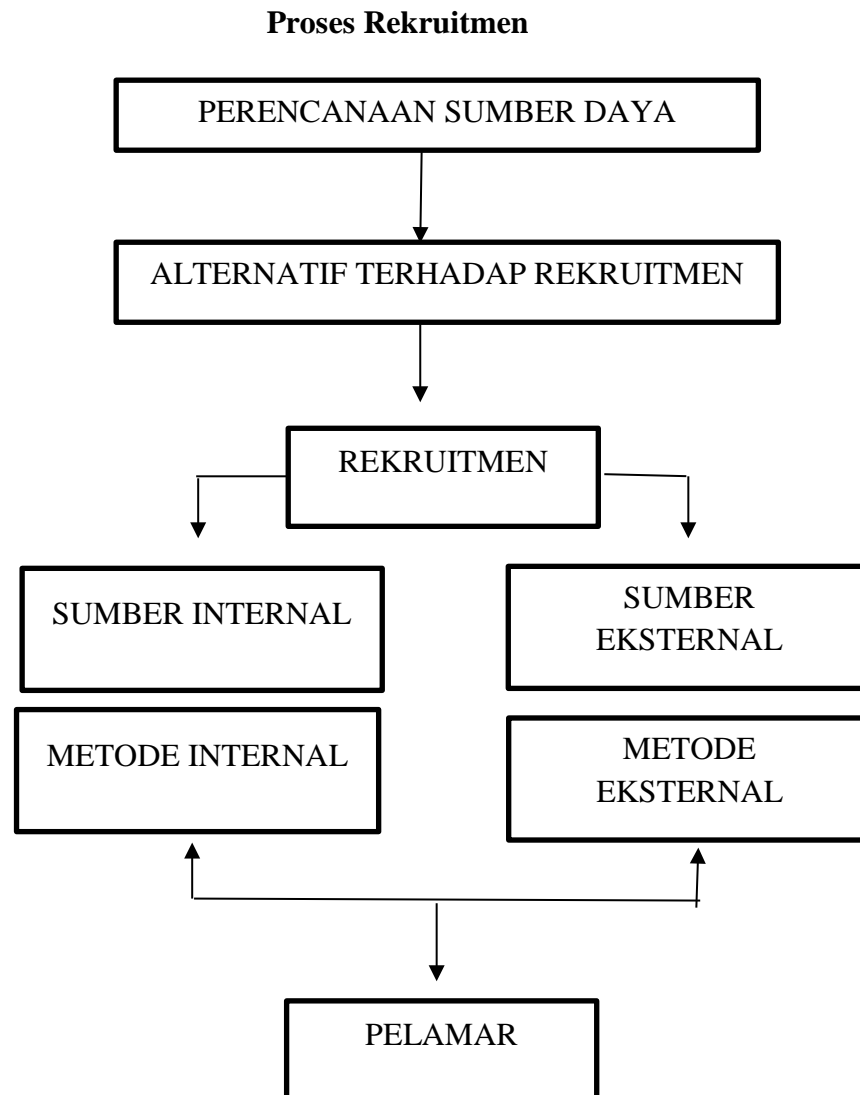 Proses Rekruitmen
PERENCANAAN SUMBER DAYA
ALTERNATIF TERHADAP REKRUITMEN
REKRUITMEN
SUMBER INTERNAL
SUMBER
EKSTERNAL
METODE INTERNAL
METODE
EKSTERNAL
PELAMAR